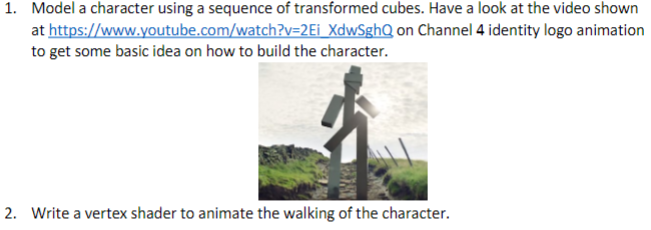 1. Model a character using a sequence of transformed cubes. Have a look at the video shown
at https://www.youtube.com/watch?v=2Ei_XdwSghQ on Channel 4 identity logo animation
to get some basic idea on how to build the character.
2. Write a vertex shader to animate the walking of the character.